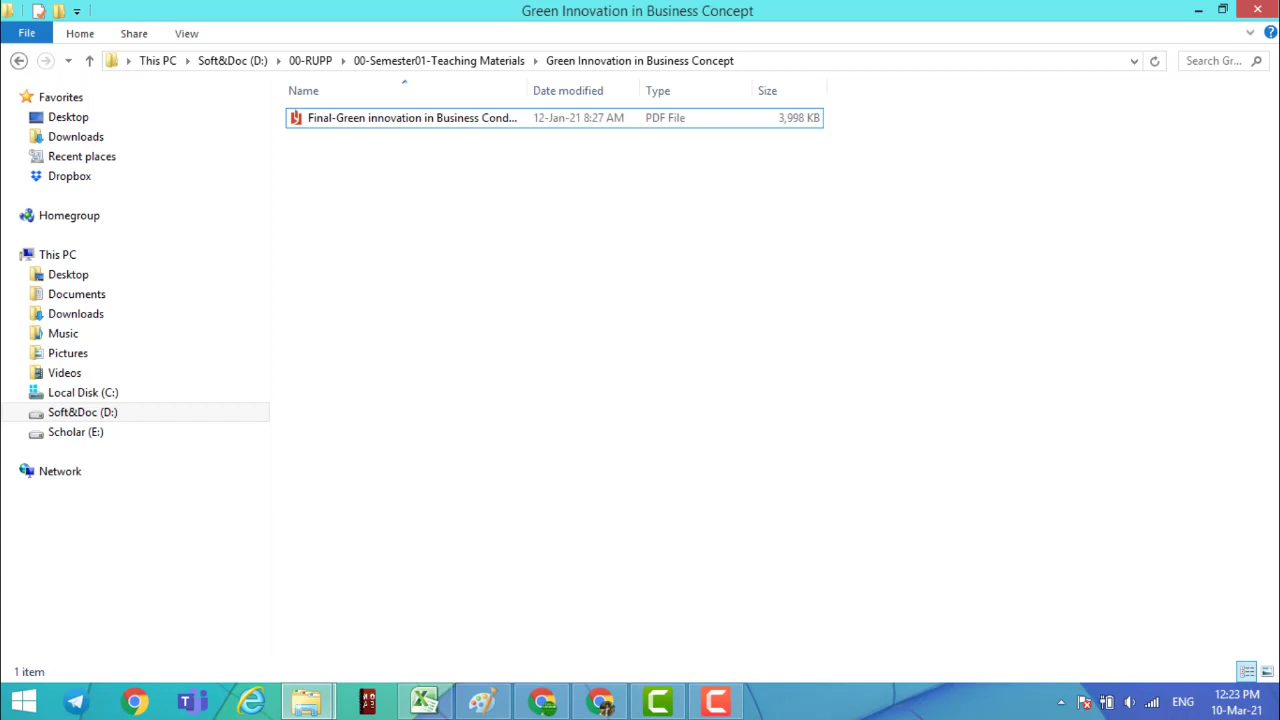 Green Innovation in Business Concept
File Home Share View
This PC Soft&Doc (D:) 00-RUPP 00-Semester01-Teaching Materials Green Innovation in Business Concept Search Gr...
Name Date modified Type Size
Final-Green innovation in Business Cond... 12-Jan-21 8:27 AM PDF File 3,998 KB
Favorites
Desktop
Downloads
Recent places
Dropbox
Homegroup
This PC
Desktop
Documents
Downloads
Music
Pictures
Videos
Local Disk (C:)
Soft&Doc (D:)
Scholar (E:)
Network
1 item
ENG 12:23 PM
10-Mar-21